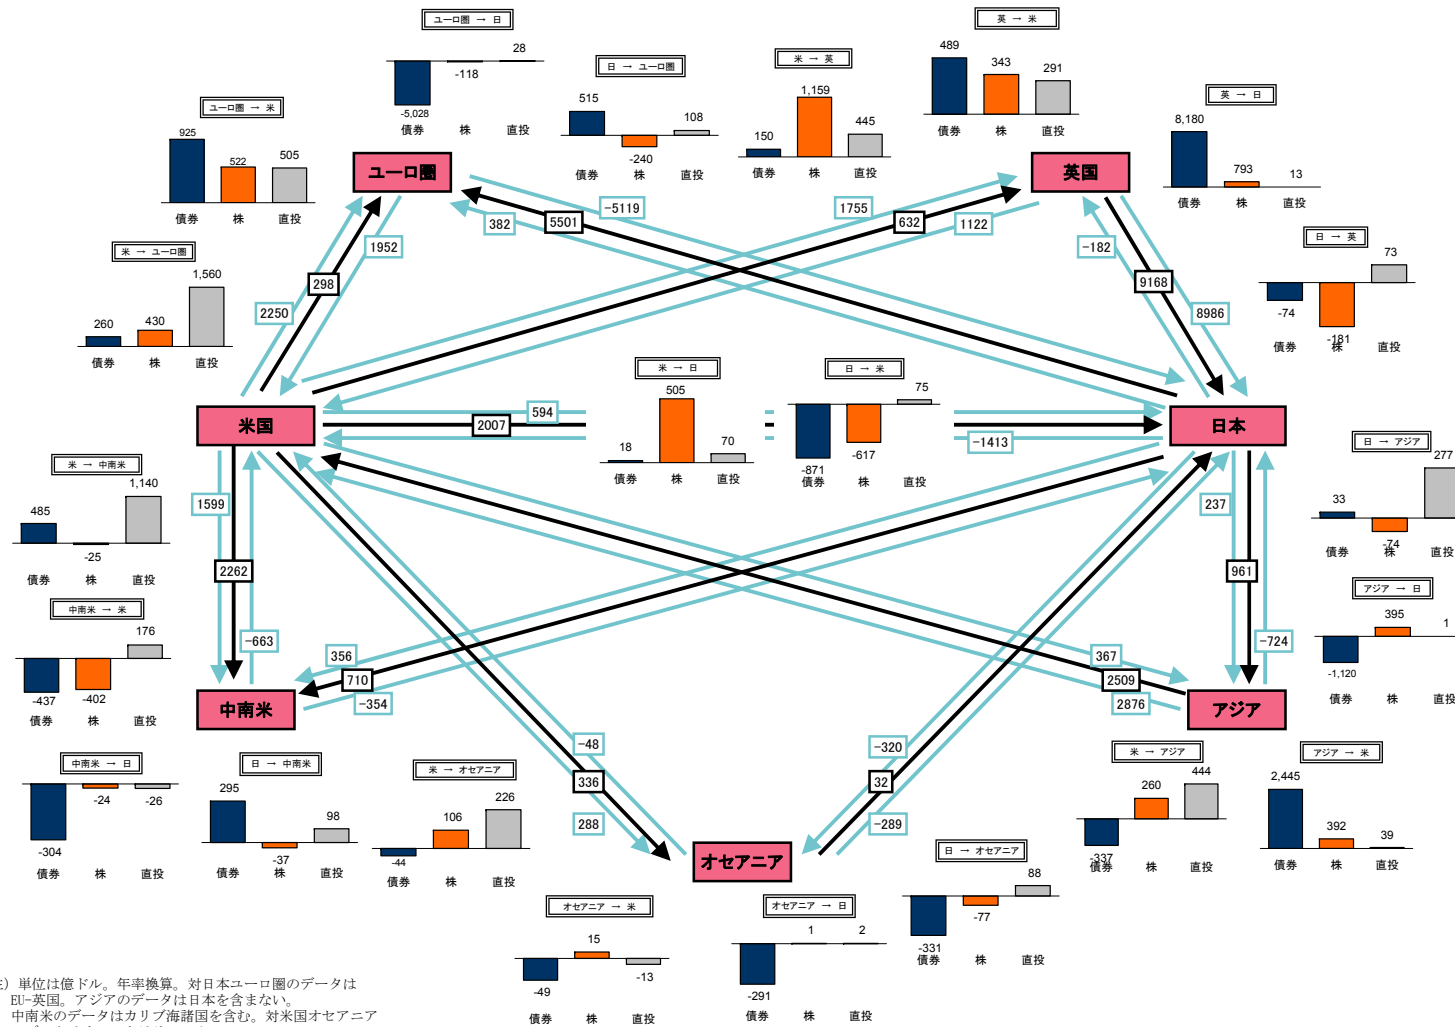 ユーロ圏 → 日
28
-118
-5,028
債券 株 直投
日 → ユーロ圏
515
108
-240
債券 株 直投
米 → 英
1,159
150
445
債券 株 直投
英 → 米
489
343
291
債券 株 直投
英 → 日
8,180
793
13
債券 株 直投
ユーロ圏 → 米
925
522
505
債券 株 直投
ユーロ圏
英国
日 → 英
73
-74
-181
債券 株 直投
米 → ユーロ圏
1,560
260
430
債券 株 直投
382
5501
-5119
1755
632
1122
-182
9168
8986
1952
298
2250
米国
日本
594
2007
-1413
米 → 日
505
18
70
債券 株 直投
日 → 米
75
-871
-617
債券 株 直投
米 → 中南米
1,140
485
-25
債券 株 直投
日 → アジア
277
33
-74
債券 株 直投
1599
2262
-663
237
961
-724
中南米 → 米
176
-437
-402
債券 株 直投
アジア → 日
395
1
-1,120
債券 株 直投
356
710
-354
367
2509
2876
中南米
アジア
-48
336
288
-320
32
-289
中南米 → 日
-24
-26
-304
債券 株 直投
日 → 中南米
295
98
-37
債券 株 直投
米 → オセアニア
226
106
-44
債券 株 直投
米 → アジア
444
260
-337
債券 株 直投
アジア → 米
2,445
392
39
債券 株 直投
オセアニア
日 → オセアニア
88
-77
-331
債券 株 直投
オセアニア → 米
15
-13
-49
債券 株 直投
オセアニア → 日
1
2
-291
債券 株 直投
) 単位は億ドル。年率換算。対日本ユーロ圏のデータは
EU-英国。アジアのデータは日本を含まない。
中南米のデータはカリブ海諸国を含む。対米国オセアニア